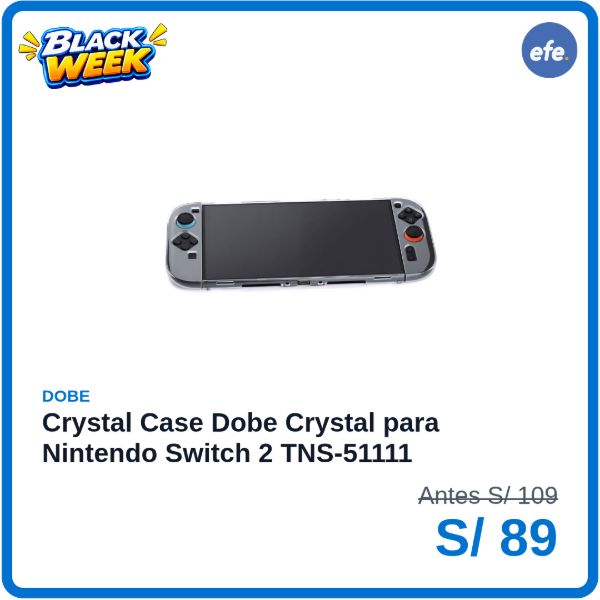 BLACK
WEEK
efe.
DOBE
Crystal Case Dobe Crystal para
Nintendo Switch 2 TNS-51111
Antes S/ 109
S/ 89